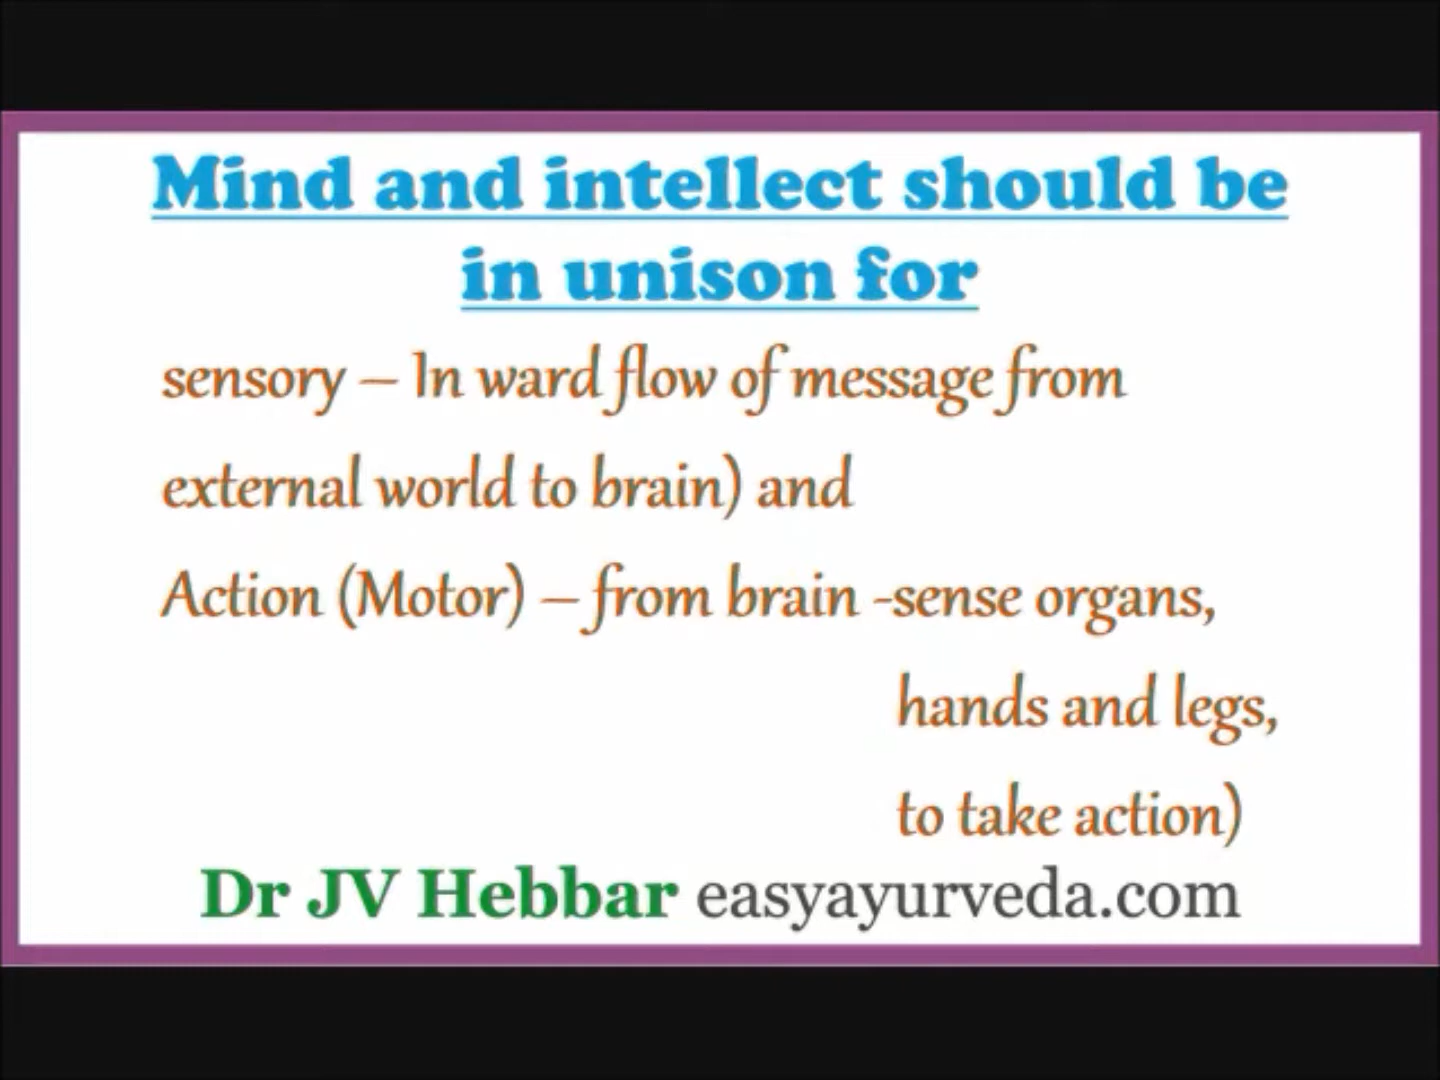 Mind and intellect should be
in unison for
sensory – In ward flow of message from
external world to brain) and
Action (Motor) – from brain -sense organs,
hands and legs,
to take action)
Dr JV Hebbar easyayurveda.com